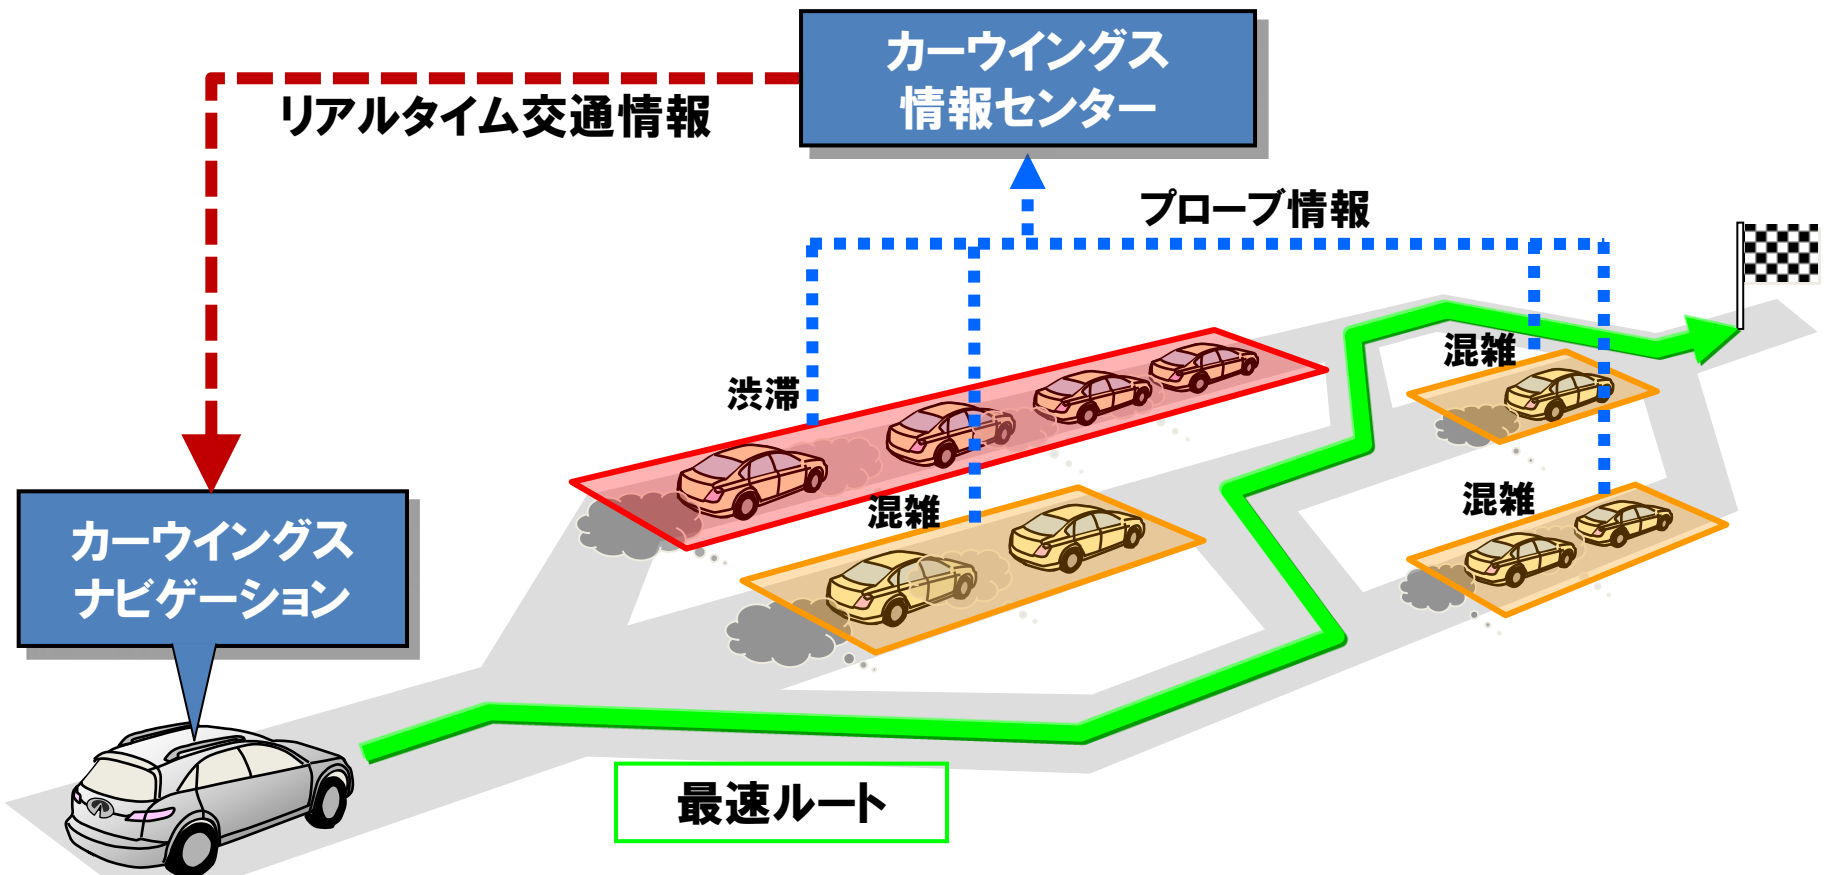 カーウイングス
情報センター
リアルタイム交通情報
プローブ情報
混雑
渋滞
混雑
混雑
カーウイングス
ナビゲーション
最速ルート